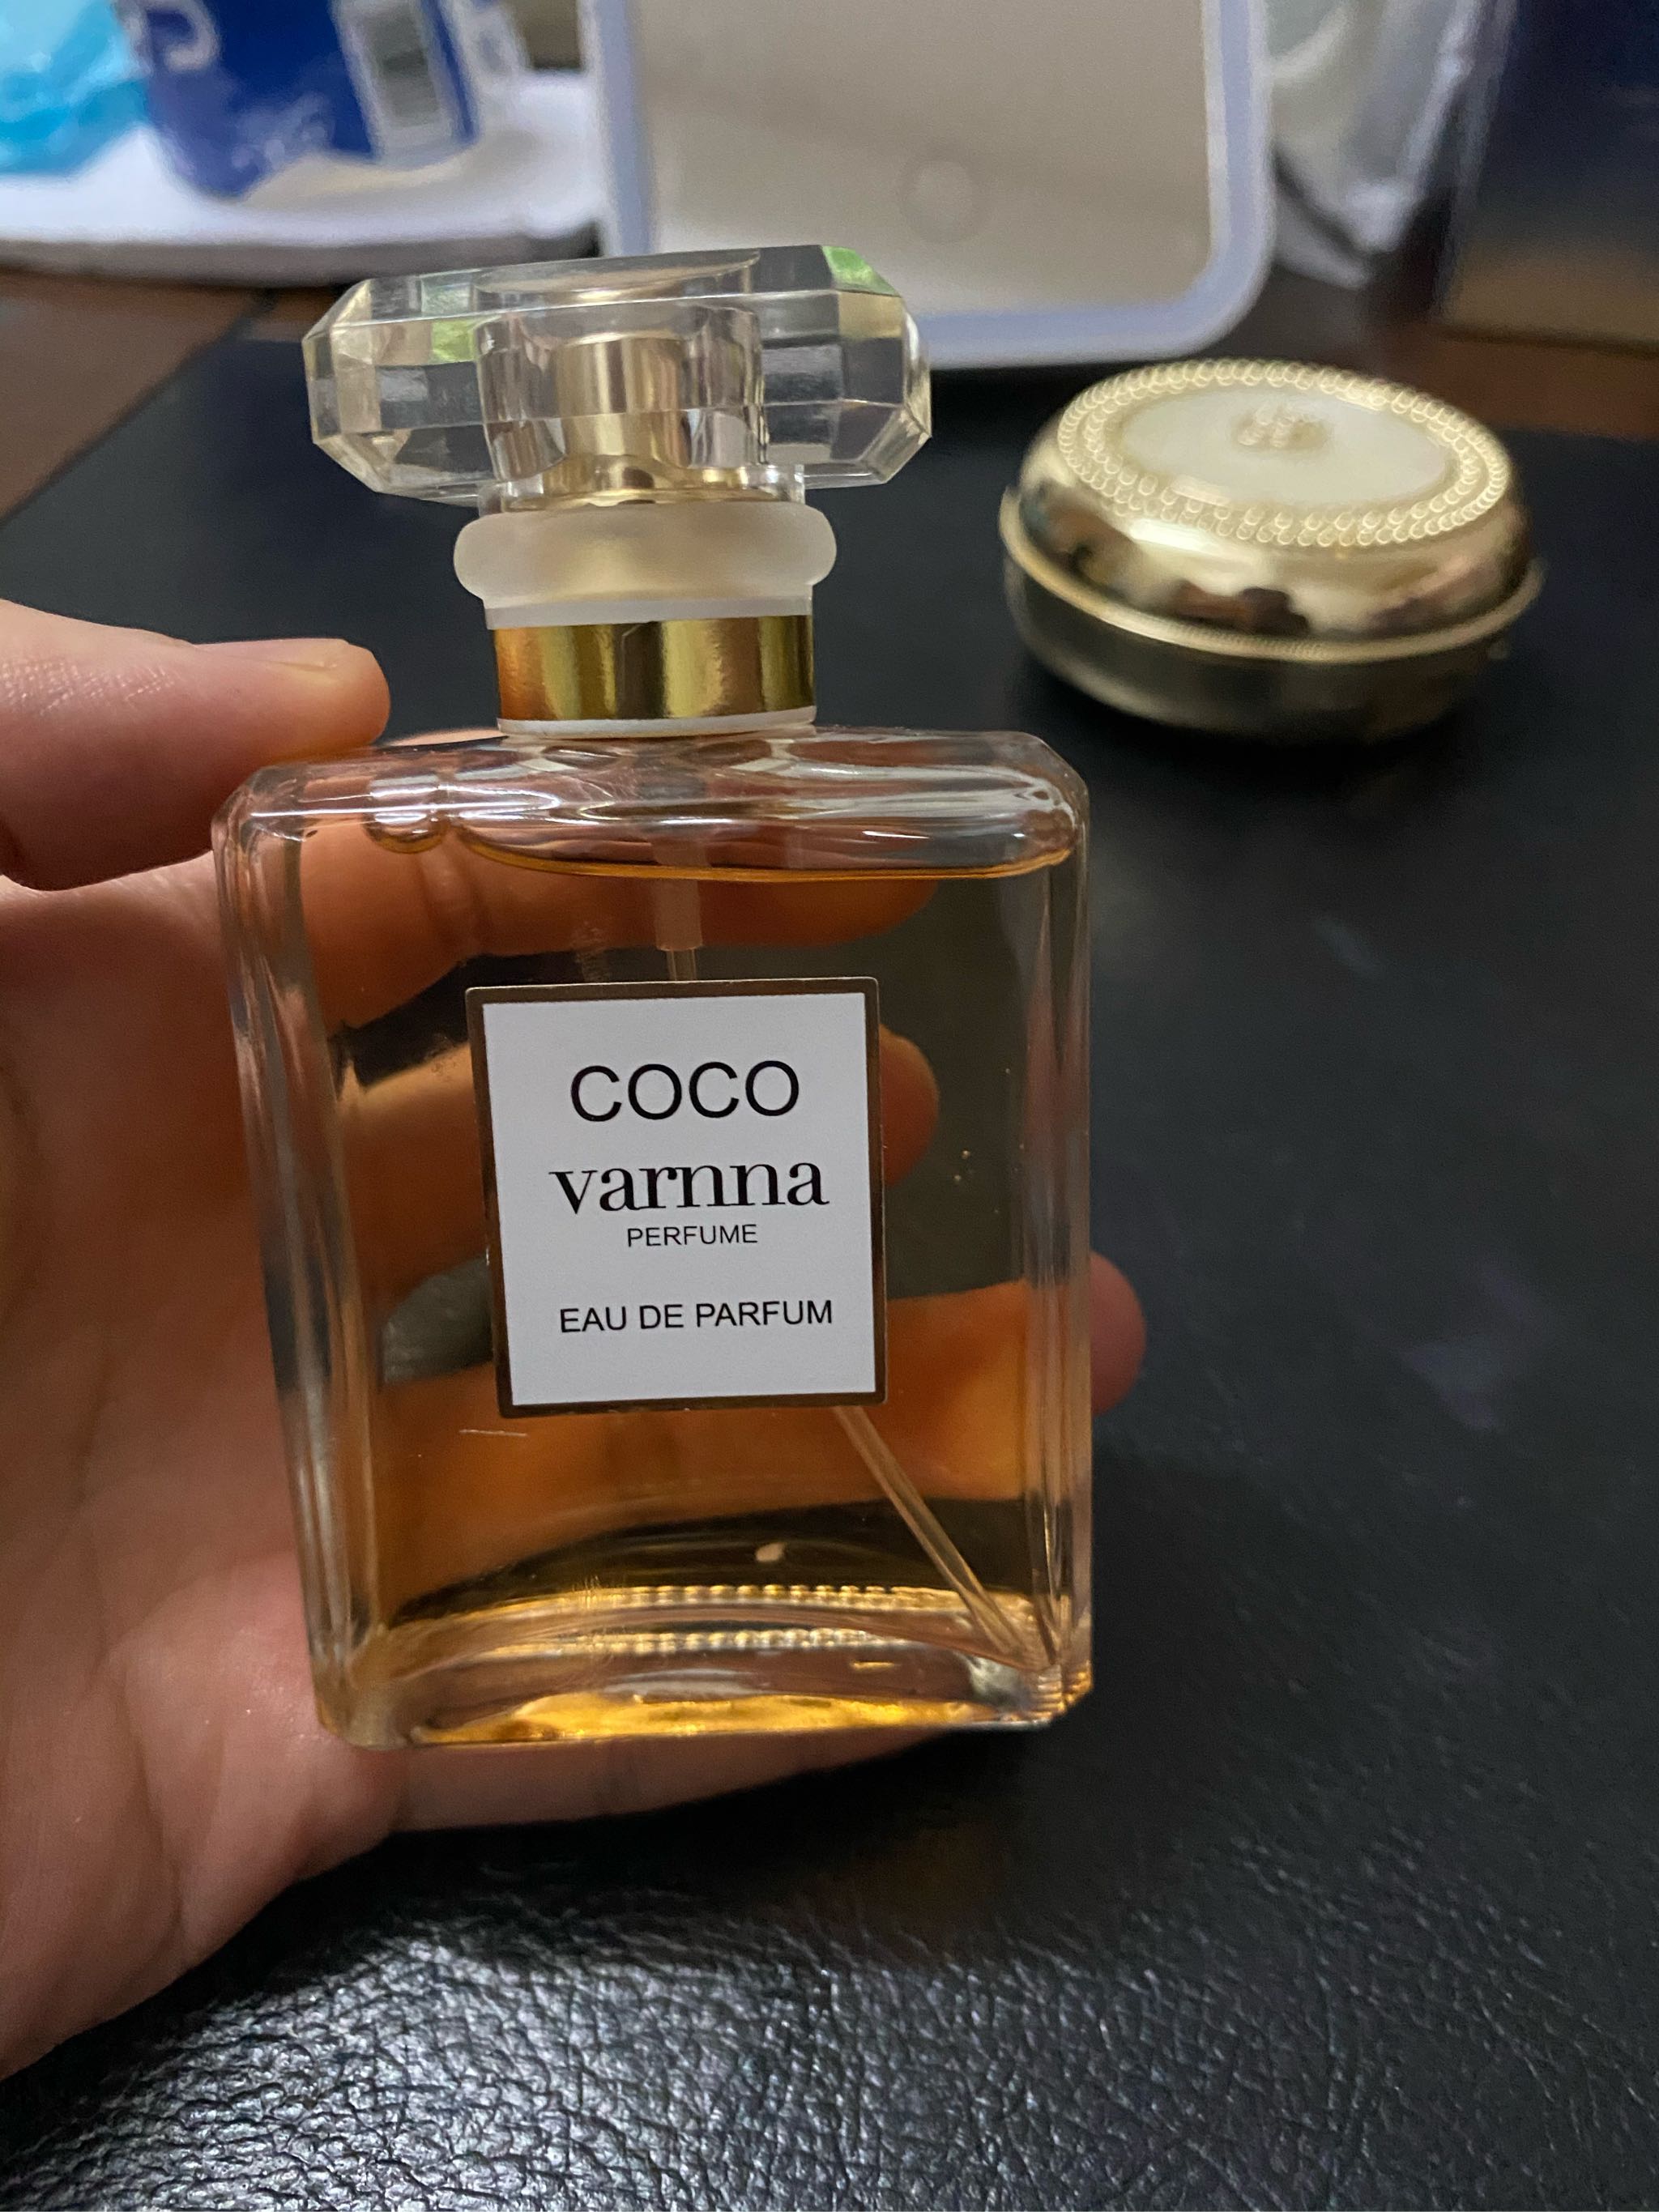 COCO
varnna
PERFUME
EAU DE PARFUM